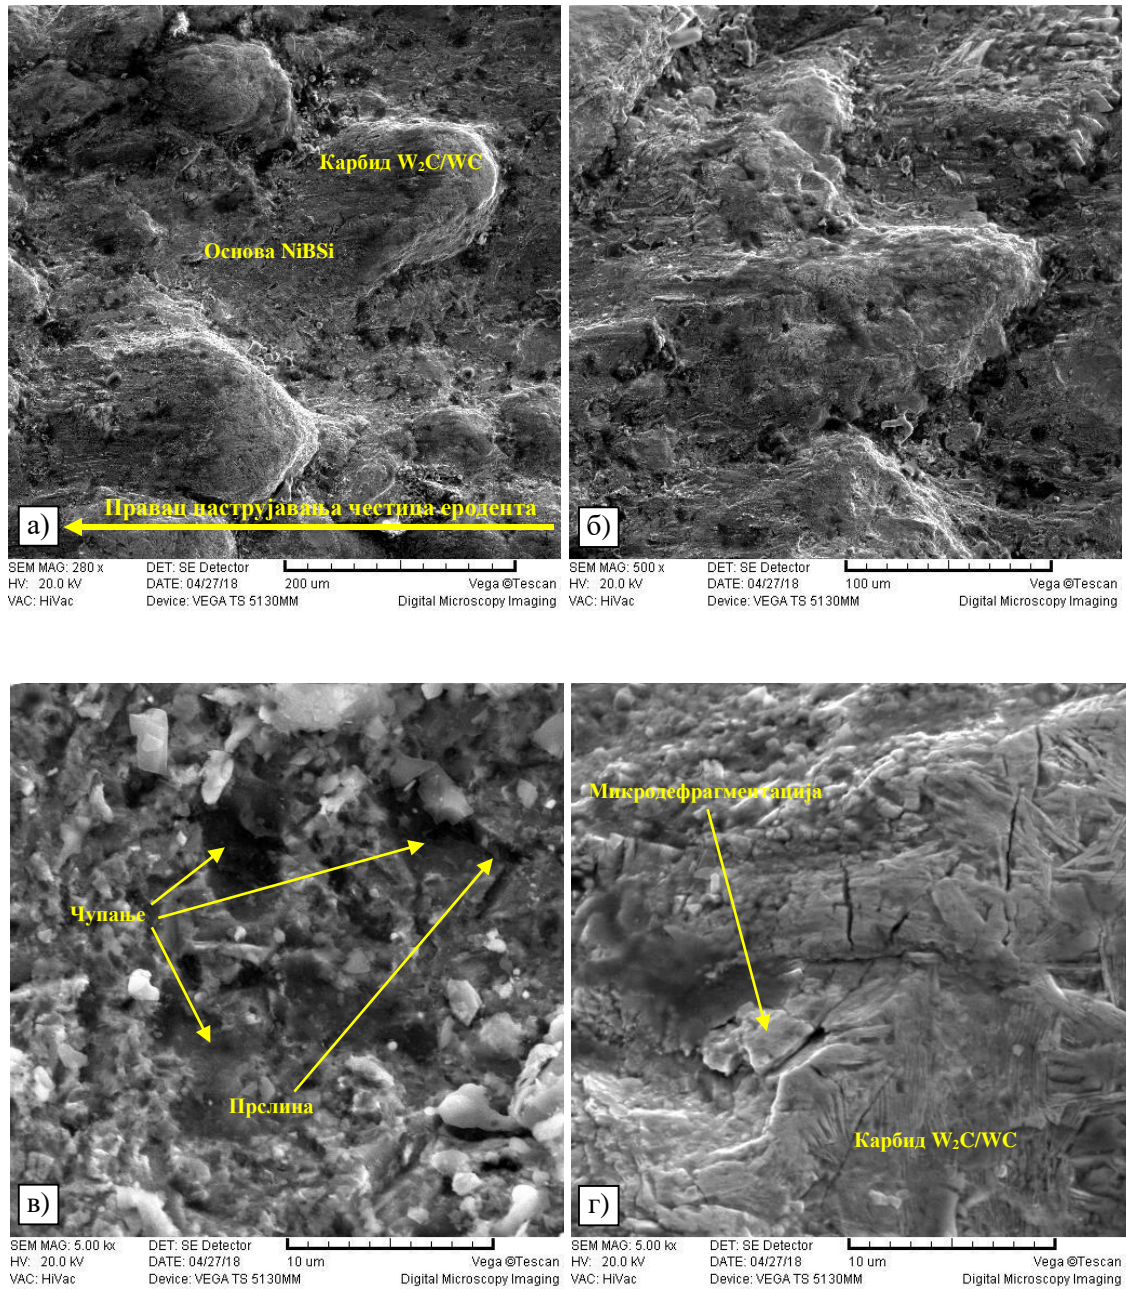 Карбид W₂C/WC
Основа NiBSi
Правац наструјавања честица еродента
а)
SEM MAG: 280 x DET: SE Detector
HV: 20.0 kV DATE: 04/27/18 200 um Vega ©Tescan
VAC: HiVac Device: VEGA TS 5130MM Digital Microscopy Imaging
б)
SEM MAG: 500 x DET: SE Detector
HV: 20.0 kV DATE: 04/27/18 100 um Vega ©Tescan
VAC: HiVac Device: VEGA TS 5130MM Digital Microscopy Imaging
Чупање
Прслина
в)
SEM MAG: 5.00 kx DET: SE Detector
HV: 20.0 kV DATE: 04/27/18 10 um Vega ©Tescan
VAC: HiVac Device: VEGA TS 5130MM Digital Microscopy Imaging
Микродефрагментација
Карбид W₂C/WC
г)
SEM MAG: 5.00 kx DET: SE Detector
HV: 20.0 kV DATE: 04/27/18 10 um Vega ©Tescan
VAC: HiVac Device: VEGA TS 5130MM Digital Microscopy Imaging